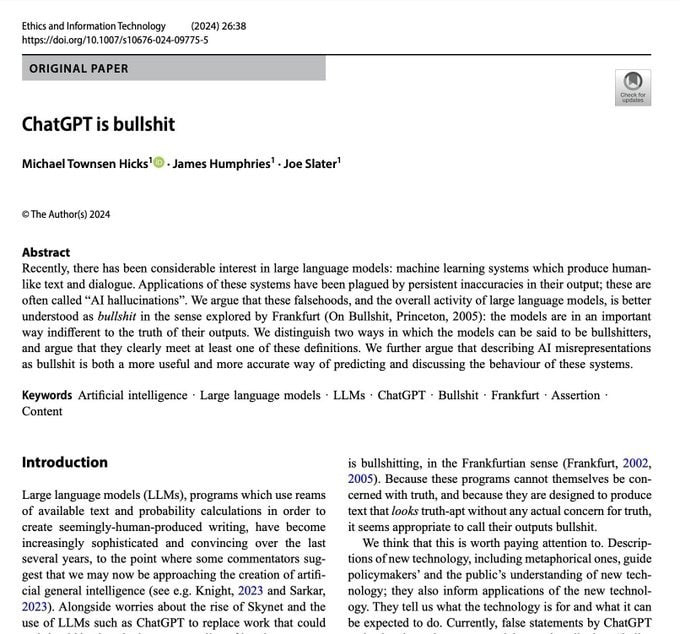 Ethics and Information Technology (2024) 26:38
https://doi.org/10.1007/s10676-024-09775-5
ORIGINAL PAPER
Check for
updates
ChatGPT is bullshit
Michael Townsen Hicks¹ · James Humphries¹ · Joe Slater¹
© The Author(s) 2024
Abstract
Recently, there has been considerable interest in large language models: machine learning systems which produce human-
like text and dialogue. Applications of these systems have been plagued by persistent inaccuracies in their output; these are
often called “AI hallucinations”. We argue that these falsehoods, and the overall activity of large language models, is better
understood as bullshit in the sense explored by Frankfurt (On Bullshit, Princeton, 2005): the models are in an important
way indifferent to the truth of their outputs. We distinguish two ways in which the models can be said to be bullshitters,
and argue that they clearly meet at least one of these definitions. We further argue that describing AI misrepresentations
as bullshit is both a more useful and more accurate way of predicting and discussing the behaviour of these systems.
Keywords Artificial intelligence · Large language models · LLMs · ChatGPT · Bullshit · Frankfurt · Assertion ·
Content
Introduction
Large language models (LLMs), programs which use reams
of available text and probability calculations in order to
create seemingly-human-produced writing, have become
increasingly sophisticated and convincing over the last
several years, to the point where some commentators sug-
gest that we may now be approaching the creation of artifi-
cial general intelligence (see e.g. Knight, 2023 and Sarkar,
2023). Alongside worries about the rise of Skynet and the
use of LLMs such as ChatGPT to replace work that could
is bullshitting, in the Frankfurtian sense (Frankfurt, 2002,
2005). Because these programs cannot themselves be con-
cerned with truth, and because they are designed to produce
text that looks truth-apt without any actual concern for truth,
it seems appropriate to call their outputs bullshit.
We think that this is worth paying attention to. Descrip-
tions of new technology, including metaphorical ones, guide
policymakers’ and the public’s understanding of new tech-
nology; they also inform applications of the new technol-
ogy. They tell us what the technology is for and what it can
be expected to do. Currently, false statements by ChatGPT